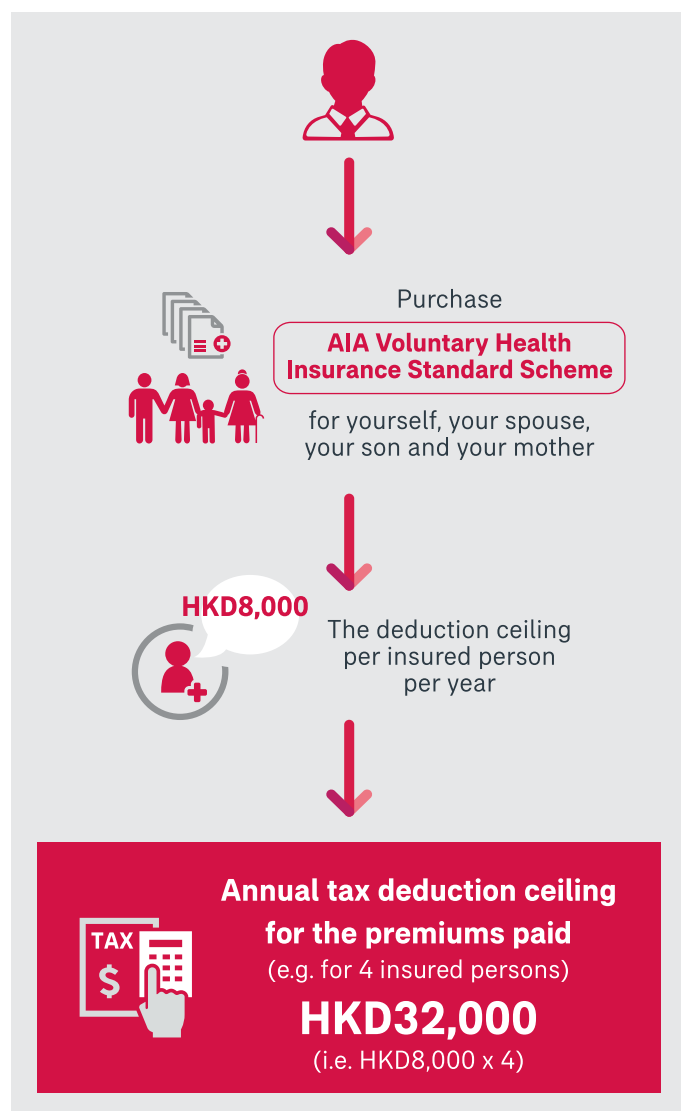 Purchase
AIA Voluntary Health
Insurance Standard Scheme
for yourself, your spouse,
your son and your mother
HKD8,000
The deduction ceiling
per insured person
per year
Annual tax deduction ceiling
for the premiums paid
(e.g. for 4 insured persons)
TAX
$
HKD32,000
(i.e. HKD8,000 x 4)